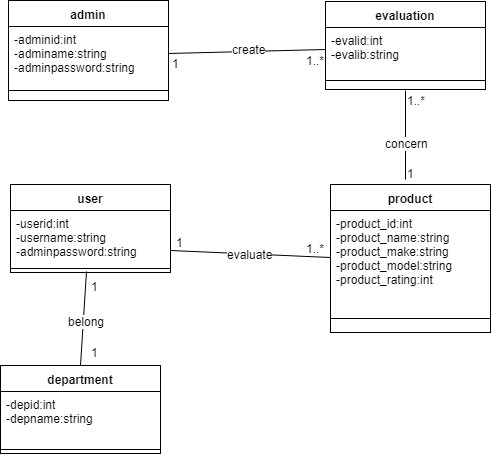 admin
-adminid:int
-adminame:string
-adminpassword:string
evaluation
-evalid:int
-evalib:string
create
1
1..*
1..*
concern
1
user
-userid:int
-username:string
-adminpassword:string
product
-product_id:int
-product_name:string
-product_make:string
-product_model:string
-product_rating:int
1
evaluate
1..*
1
belong
1
department
-depid:int
-depname:string